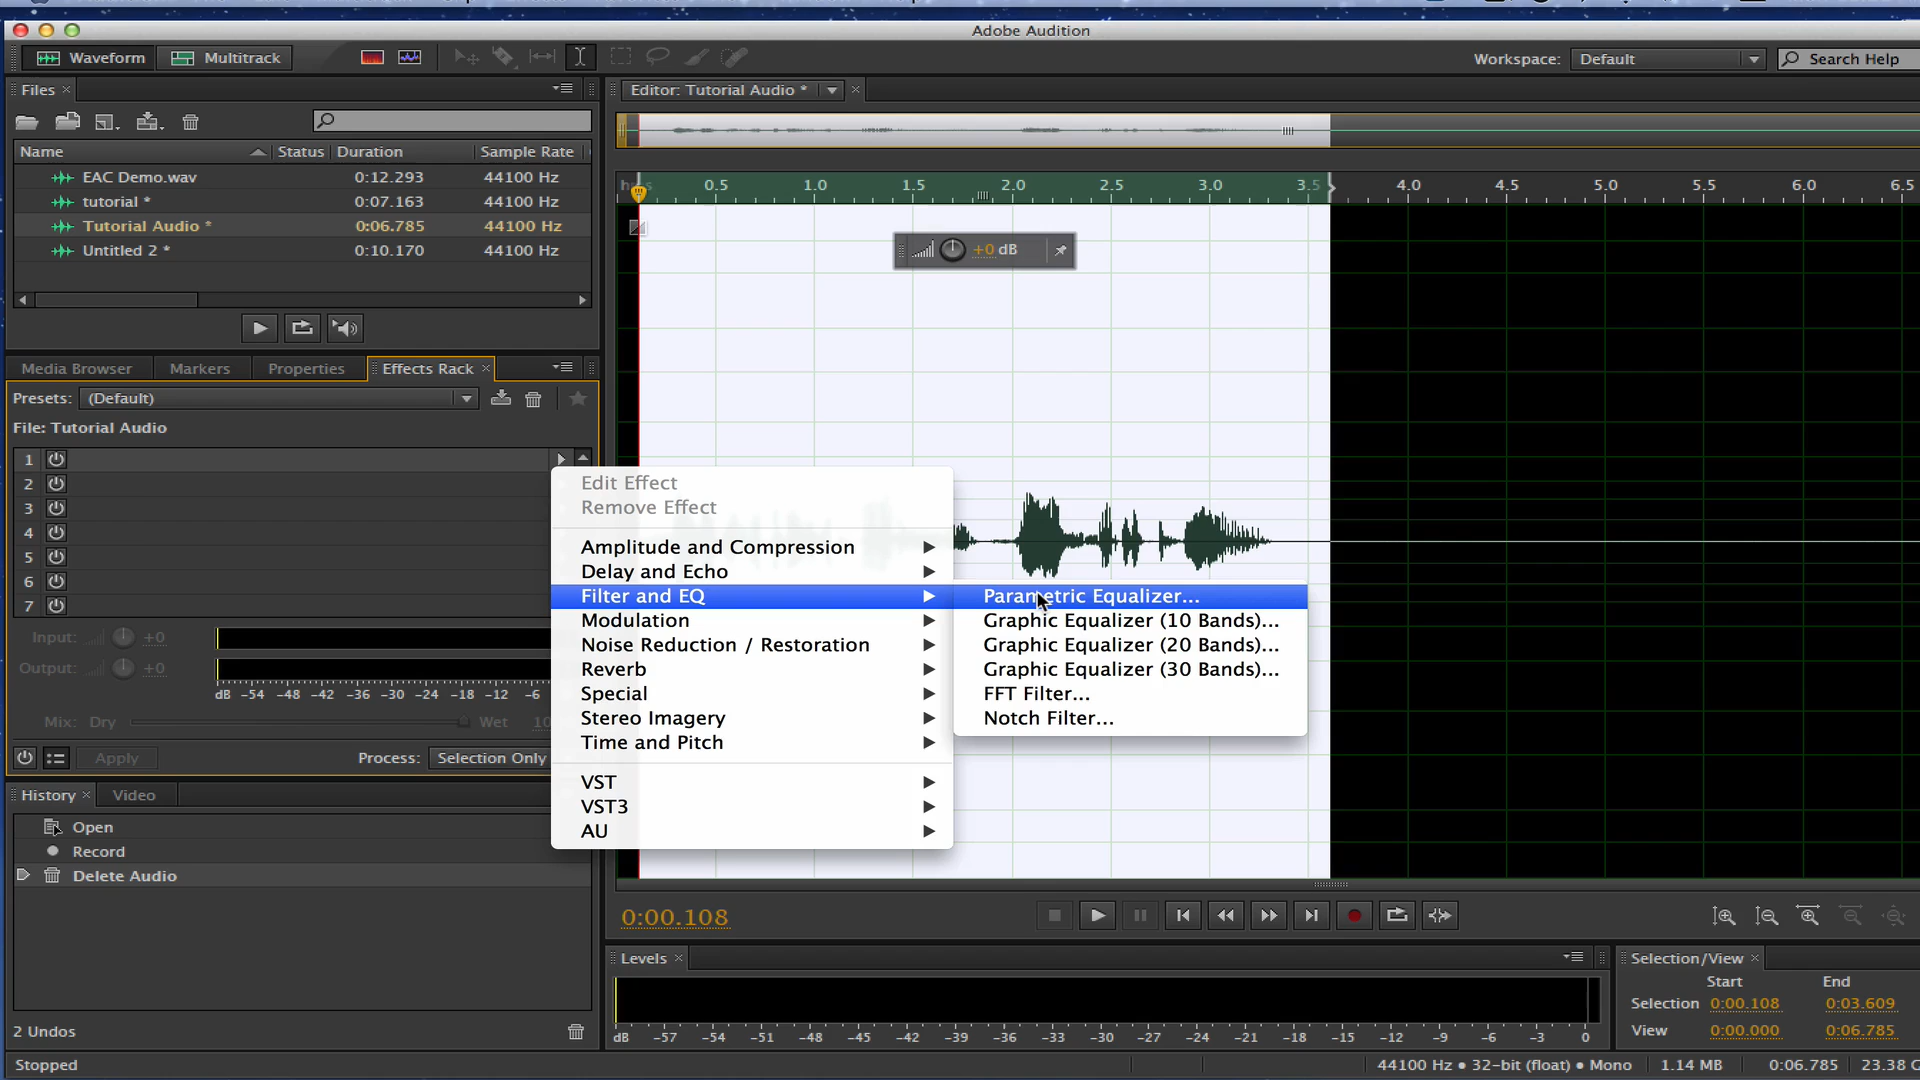 Adobe Audition
Waveform Multitrack Workspace: Default Search Help
Files × Editor: Tutorial Audio * ×
Name Status Duration Sample Rate
EAC Demo.wav 0:12.293 44100 Hz
tutorial * 0:07.163 44100 Hz
Tutorial Audio * 0:06.785 44100 Hz
Untitled 2 * 0:10.170 44100 Hz
0.5 1.0 1.5 2.0 2.5 3.0 3.5 4.0 4.5 5.0 5.5 6.0 6.5
+0 dB
Media Browser Markers Properties Effects Rack ×
Presets: (Default)
File: Tutorial Audio
1
2
3
4
5
6
7
Input: +0
Output: +0
dB -54 -48 -42 -36 -30 -24 -18 -12 -6
Mix: Dry Wet 10
Apply Process: Selection Only
Edit Effect
Remove Effect
Amplitude and Compression
Delay and Echo
Filter and EQ
Modulation
Noise Reduction / Restoration
Reverb
Special
Stereo Imagery
Time and Pitch
VST
VST3
AU
Parametric Equalizer...
Graphic Equalizer (10 Bands)...
Graphic Equalizer (20 Bands)...
Graphic Equalizer (30 Bands)...
FFT Filter...
Notch Filter...
History × Video
Open
Record
Delete Audio
2 Undos
0:00.108
Levels ×
dB -57 -54 -51 -48 -45 -42 -39 -36 -33 -30 -27 -24 -21 -18 -15 -12 -9 -6 -3 0
Selection/View ×
Start End
Selection 0:00.108 0:03.609
View 0:00.000 0:06.785
Stopped 44100 Hz • 32-bit (float) • Mono 1.14 MB 0:06.785 23.38 G